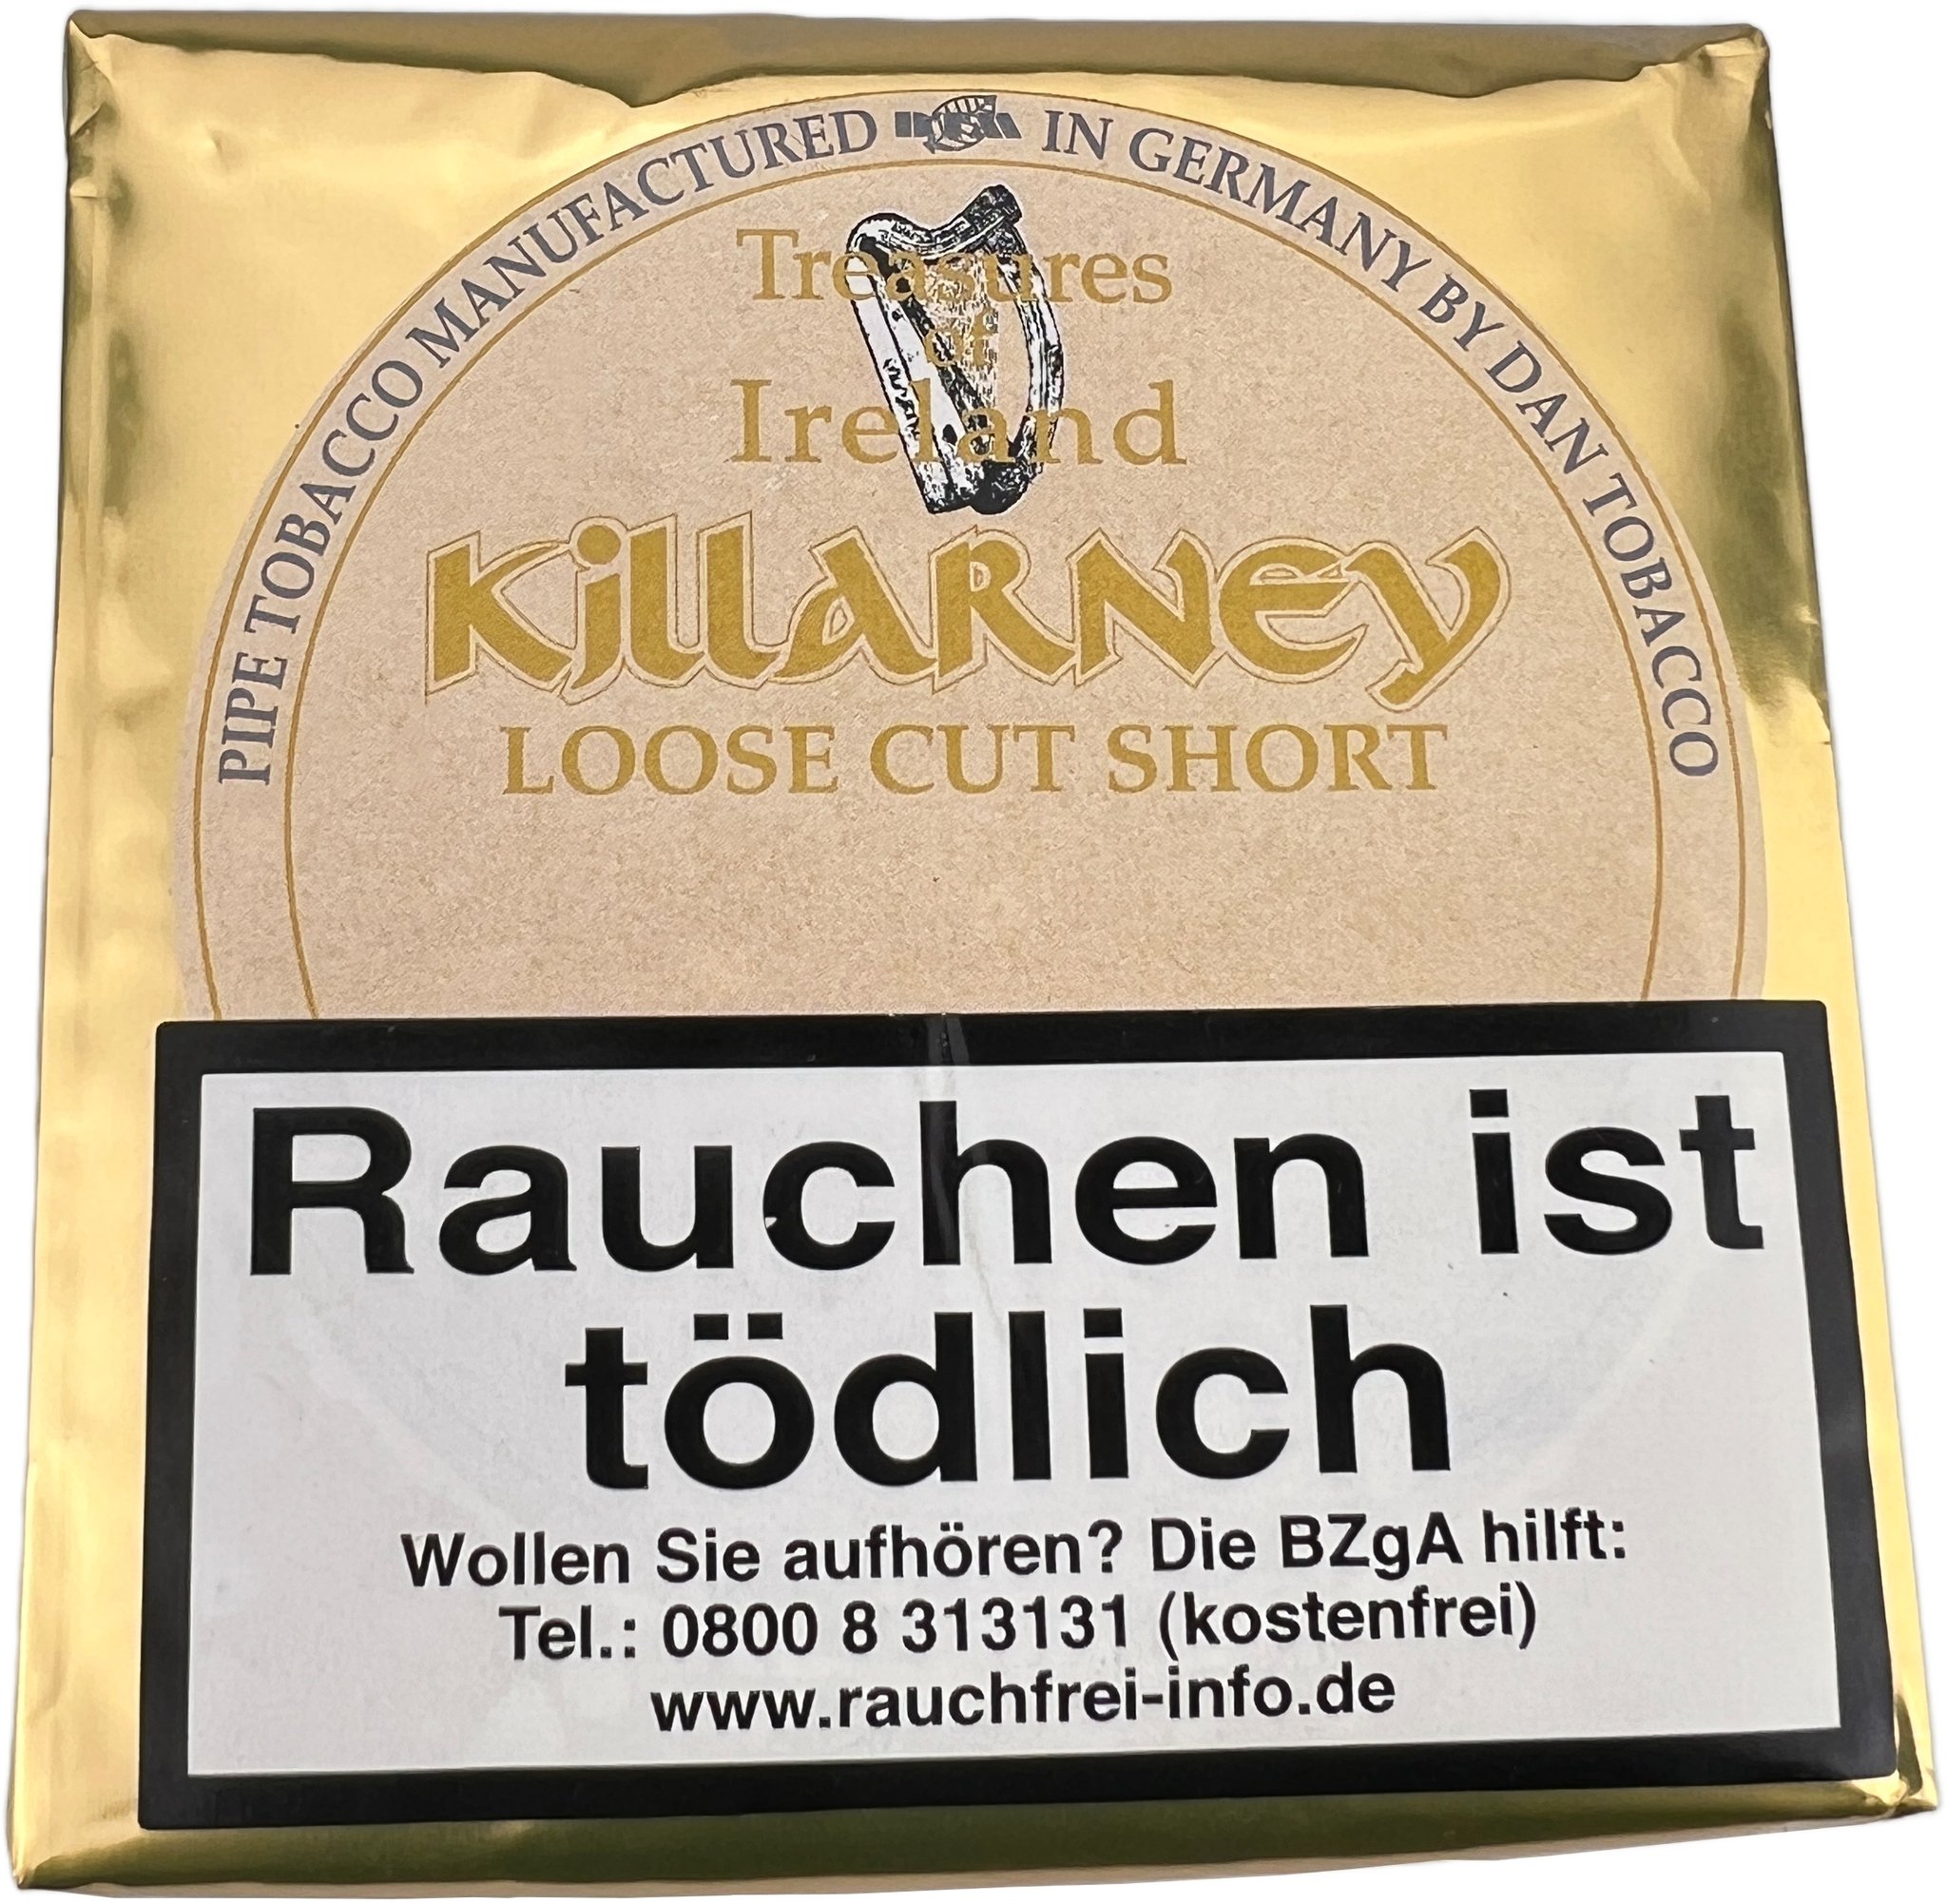 PIPE TOBACCO MANUFACTURED DTM IN GERMANY BY DAN TOBACCO
Treasures
of
Ireland
Killarney
LOOSE CUT SHORT
Rauchen ist
tödlich
Wollen Sie aufhören? Die BZgA hilft:
Tel.: 0800 8 313131 (kostenfrei)
www.rauchfrei-info.de